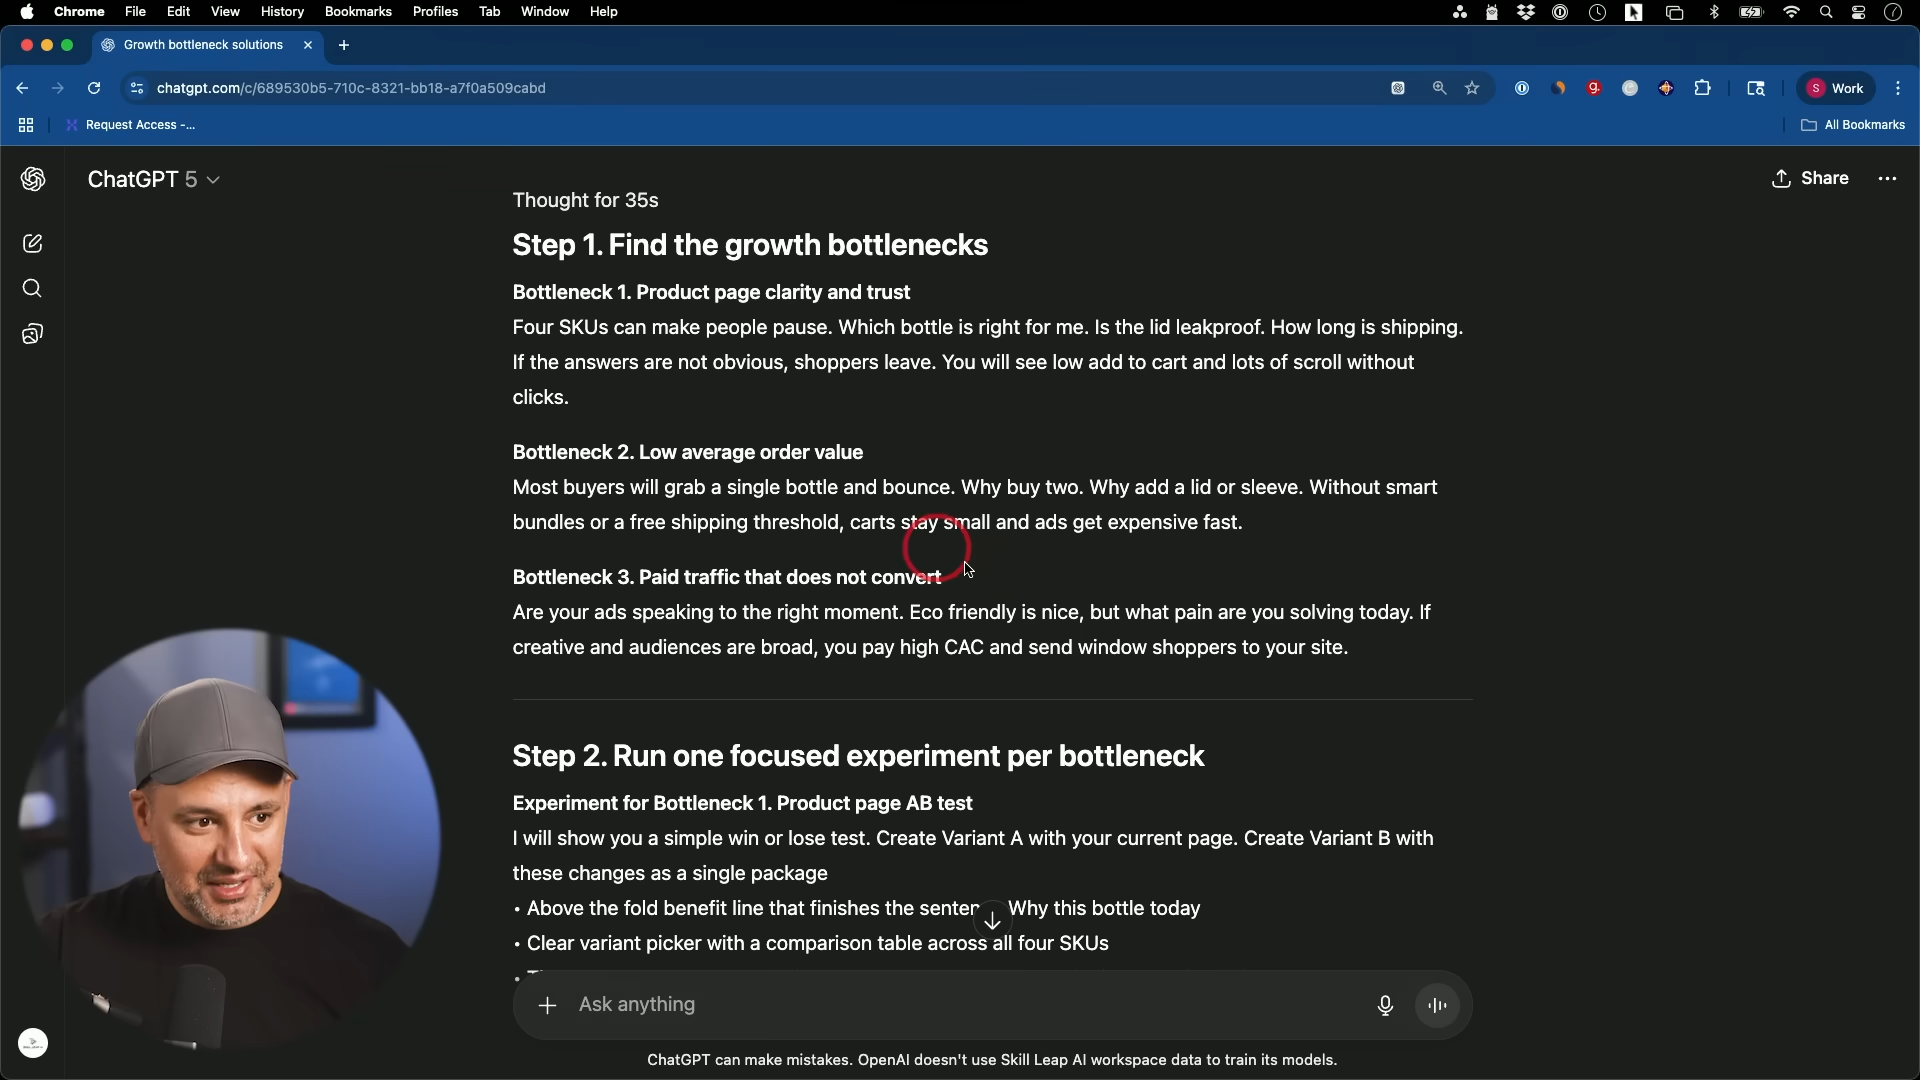 Chrome File Edit View History Bookmarks Profiles Tab Window Help
Growth bottleneck solutions
chatgpt.com/c/689530b5-710c-8321-bb18-a7f0a509cabd
S Work
Request Access -...
All Bookmarks
ChatGPT 5
Share
Thought for 35s
Step 1. Find the growth bottlenecks
Bottleneck 1. Product page clarity and trust
Four SKUs can make people pause. Which bottle is right for me. Is the lid leakproof. How long is shipping.
If the answers are not obvious, shoppers leave. You will see low add to cart and lots of scroll without
clicks.
Bottleneck 2. Low average order value
Most buyers will grab a single bottle and bounce. Why buy two. Why add a lid or sleeve. Without smart
bundles or a free shipping threshold, carts stay small and ads get expensive fast.
Bottleneck 3. Paid traffic that does not convert
Are your ads speaking to the right moment. Eco friendly is nice, but what pain are you solving today. If
creative and audiences are broad, you pay high CAC and send window shoppers to your site.
Step 2. Run one focused experiment per bottleneck
Experiment for Bottleneck 1. Product page AB test
I will show you a simple win or lose test. Create Variant A with your current page. Create Variant B with
these changes as a single package
• Above the fold benefit line that finishes the senten Why this bottle today
• Clear variant picker with a comparison table across all four SKUs
Ask anything
ChatGPT can make mistakes. OpenAI doesn't use Skill Leap AI workspace data to train its models.